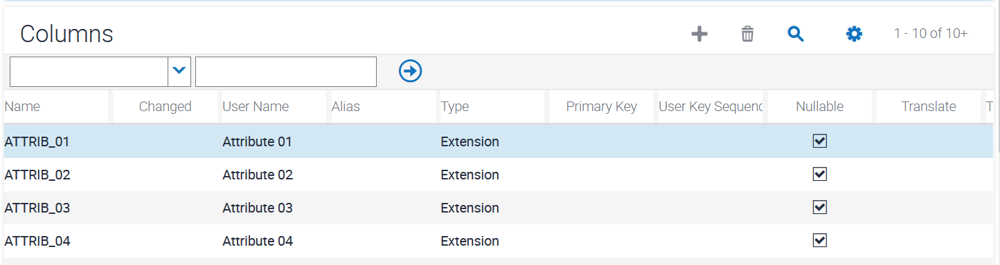 Columns 1 - 10 of 10+
Name Changed User Name Alias Type Primary Key User Key Sequenc Nullable Translate T
ATTRIB_01 Attribute 01 Extension
ATTRIB_02 Attribute 02 Extension
ATTRIB_03 Attribute 03 Extension
ATTRIB_04 Attribute 04 Extension